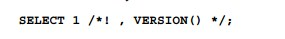 SELECT 1 /*! , VERSION() */;